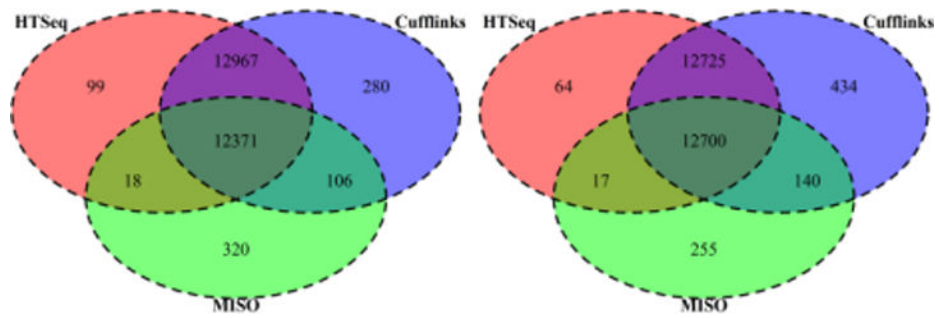 HTSeq Cufflinks
12967
99 280
12371
18 106
320
MISO
HTSeq Cufflinks
12725
64 434
12700
17 140
255
MISO